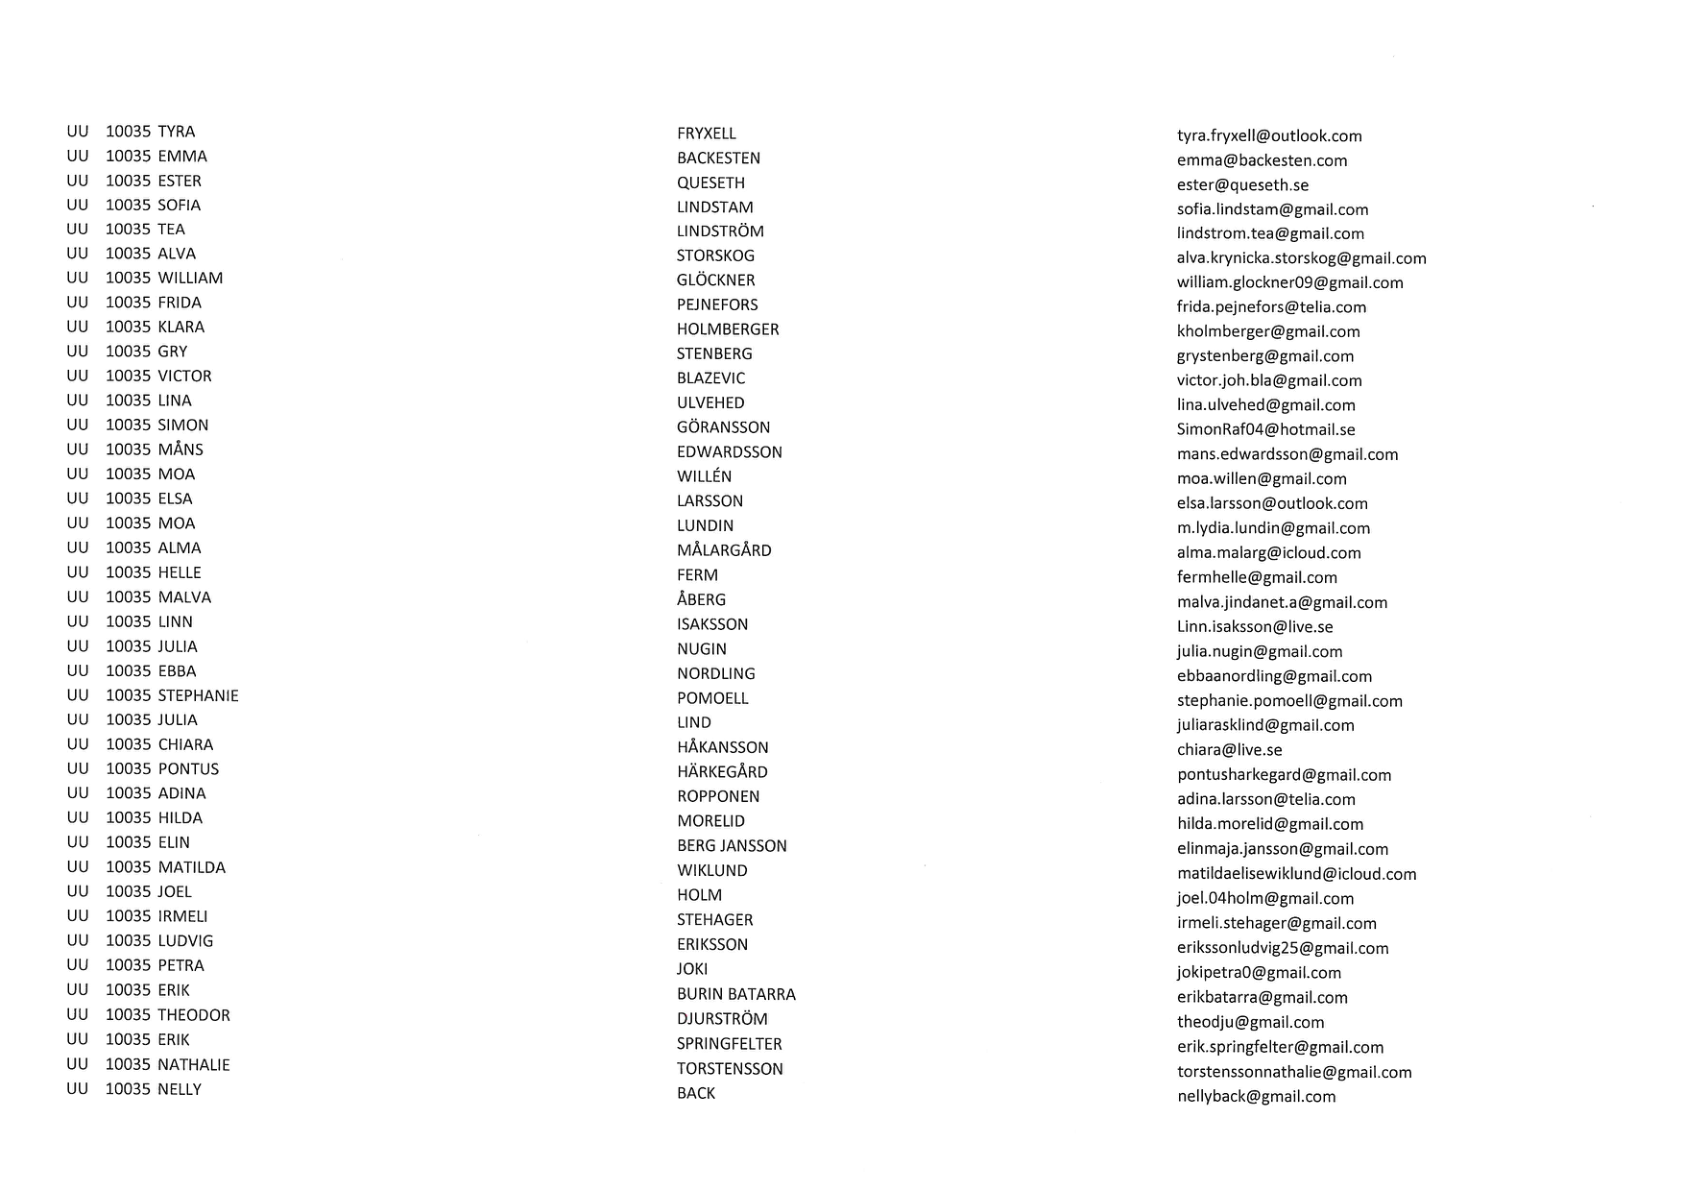 UU 10035 TYRA FRYXELL tyra.fryxell@outlook.com
UU 10035 EMMA BACKESTEN emma@backesten.com
UU 10035 ESTER QUESETH ester@queseth.se
UU 10035 SOFIA LINDSTAM sofia.lindstam@gmail.com
UU 10035 TEA LINDSTRÖM lindstrom.tea@gmail.com
UU 10035 ALVA STORSKOG alva.krynicka.storskog@gmail.com
UU 10035 WILLIAM GLÖCKNER william.glockner09@gmail.com
UU 10035 FRIDA PEJNEFORS frida.pejnefors@telia.com
UU 10035 KLARA HOLMBERGER kholmberger@gmail.com
UU 10035 GRY STENBERG grystenberg@gmail.com
UU 10035 VICTOR BLAZEVIC victor.joh.bla@gmail.com
UU 10035 LINA ULVEHED lina.ulvehed@gmail.com
UU 10035 SIMON GÖRANSSON SimonRaf04@hotmail.se
UU 10035 MÅNS EDWARDSSON mans.edwardsson@gmail.com
UU 10035 MOA WILLÉN moa.willen@gmail.com
UU 10035 ELSA LARSSON elsa.larsson@outlook.com
UU 10035 MOA LUNDIN m.lydia.lundin@gmail.com
UU 10035 ALMA MÅLARGÅRD alma.malarg@icloud.com
UU 10035 HELLE FERM fermhelle@gmail.com
UU 10035 MALVA ÅBERG malva.jindanet.a@gmail.com
UU 10035 LINN ISAKSSON Linn.isaksson@live.se
UU 10035 JULIA NUGIN julia.nugin@gmail.com
UU 10035 EBBA NORDLING ebbaanordling@gmail.com
UU 10035 STEPHANIE POMOELL stephanie.pomoell@gmail.com
UU 10035 JULIA LIND juliarasklind@gmail.com
UU 10035 CHIARA HÅKANSSON chiara@live.se
UU 10035 PONTUS HÄRKEGÅRD pontusharkegard@gmail.com
UU 10035 ADINA ROPPONEN adina.larsson@telia.com
UU 10035 HILDA MORELID hilda.morelid@gmail.com
UU 10035 ELIN BERG JANSSON elinmaja.jansson@gmail.com
UU 10035 MATILDA WIKLUND matildaelisewiklund@icloud.com
UU 10035 JOEL HOLM joel.04holm@gmail.com
UU 10035 IRMELI STEHAGER irmeli.stehager@gmail.com
UU 10035 LUDVIG ERIKSSON erikssonludvig25@gmail.com
UU 10035 PETRA JOKI jokipetra0@gmail.com
UU 10035 ERIK BURIN BATARRA erikbatarra@gmail.com
UU 10035 THEODOR DJURSTRÖM theodju@gmail.com
UU 10035 ERIK SPRINGFELTER erik.springfelter@gmail.com
UU 10035 NATHALIE TORSTENSSON torstenssonnathalie@gmail.com
UU 10035 NELLY BACK nellyback@gmail.com